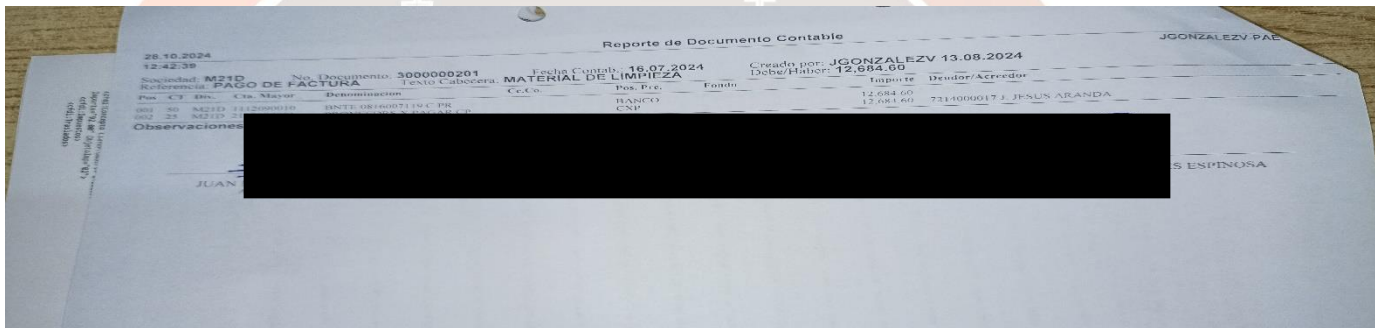 Reporte de Documento Contable
JGONZALEZV-PAE
28.10.2024
12:42:39
Sociedad: M21D No. Documento: 3000000201 Fecha Contab.: 16.07.2024 Creado por: JGONZALEZV 13.08.2024
Referencia: PAGO DE FACTURA Texto Cabecera: MATERIAL DE LIMPIEZA Debe/Haber: 12,684.60
Pos CT Div. Cta. Mayor Denominacion Ce.Co. Pos. Pre. Fondo Importe Deudor/Acreedor
001 50 M21D 1112090010 BNTE 0816007119 C PR BANCO 12,684.60
002 25 M21D X PAGAR CP CXP 12,684.60 7214000017 J. JESUS ARANDA
Observaciones
JUAN
S ESPINOSA